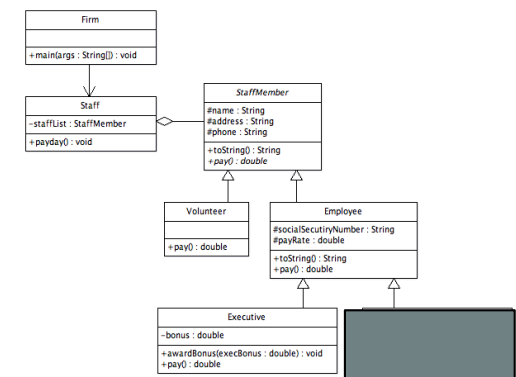 Firm
+main(args : String[]) : void
Staff
-staffList : StaffMember
+payday() : void
StaffMember
#name : String
#address : String
#phone : String
+toString() : String
+pay() : double
Volunteer
+pay() : double
Employee
#socialSecutiryNumber : String
#payRate : double
+toString() : String
+pay() : double
Executive
-bonus : double
+awardBonus(execBonus : double) : void
+pay() : double